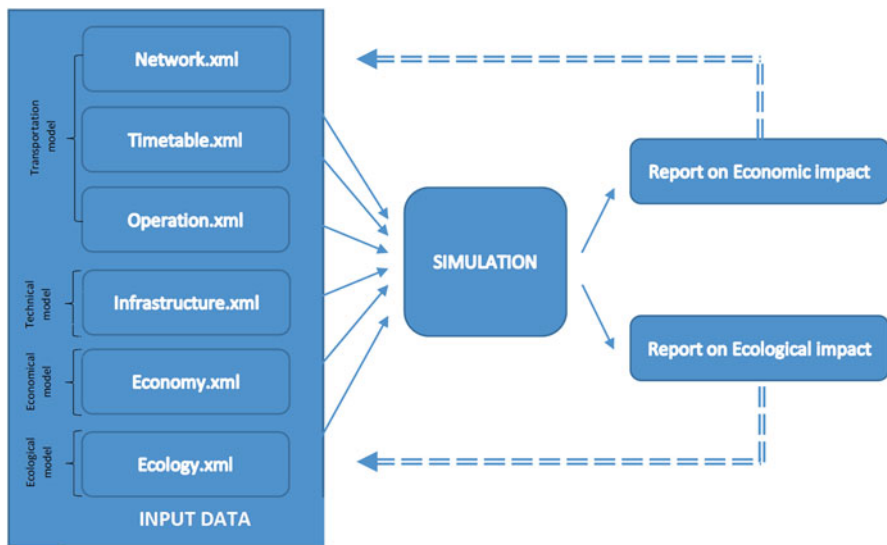 Transportation
model
Network.xml
Timetable.xml
Operation.xml
Technical
model
Infrastructure.xml
Economical
model
Economy.xml
Ecological
model
Ecology.xml
INPUT DATA
SIMULATION
Report on Economic impact
Report on Ecological impact